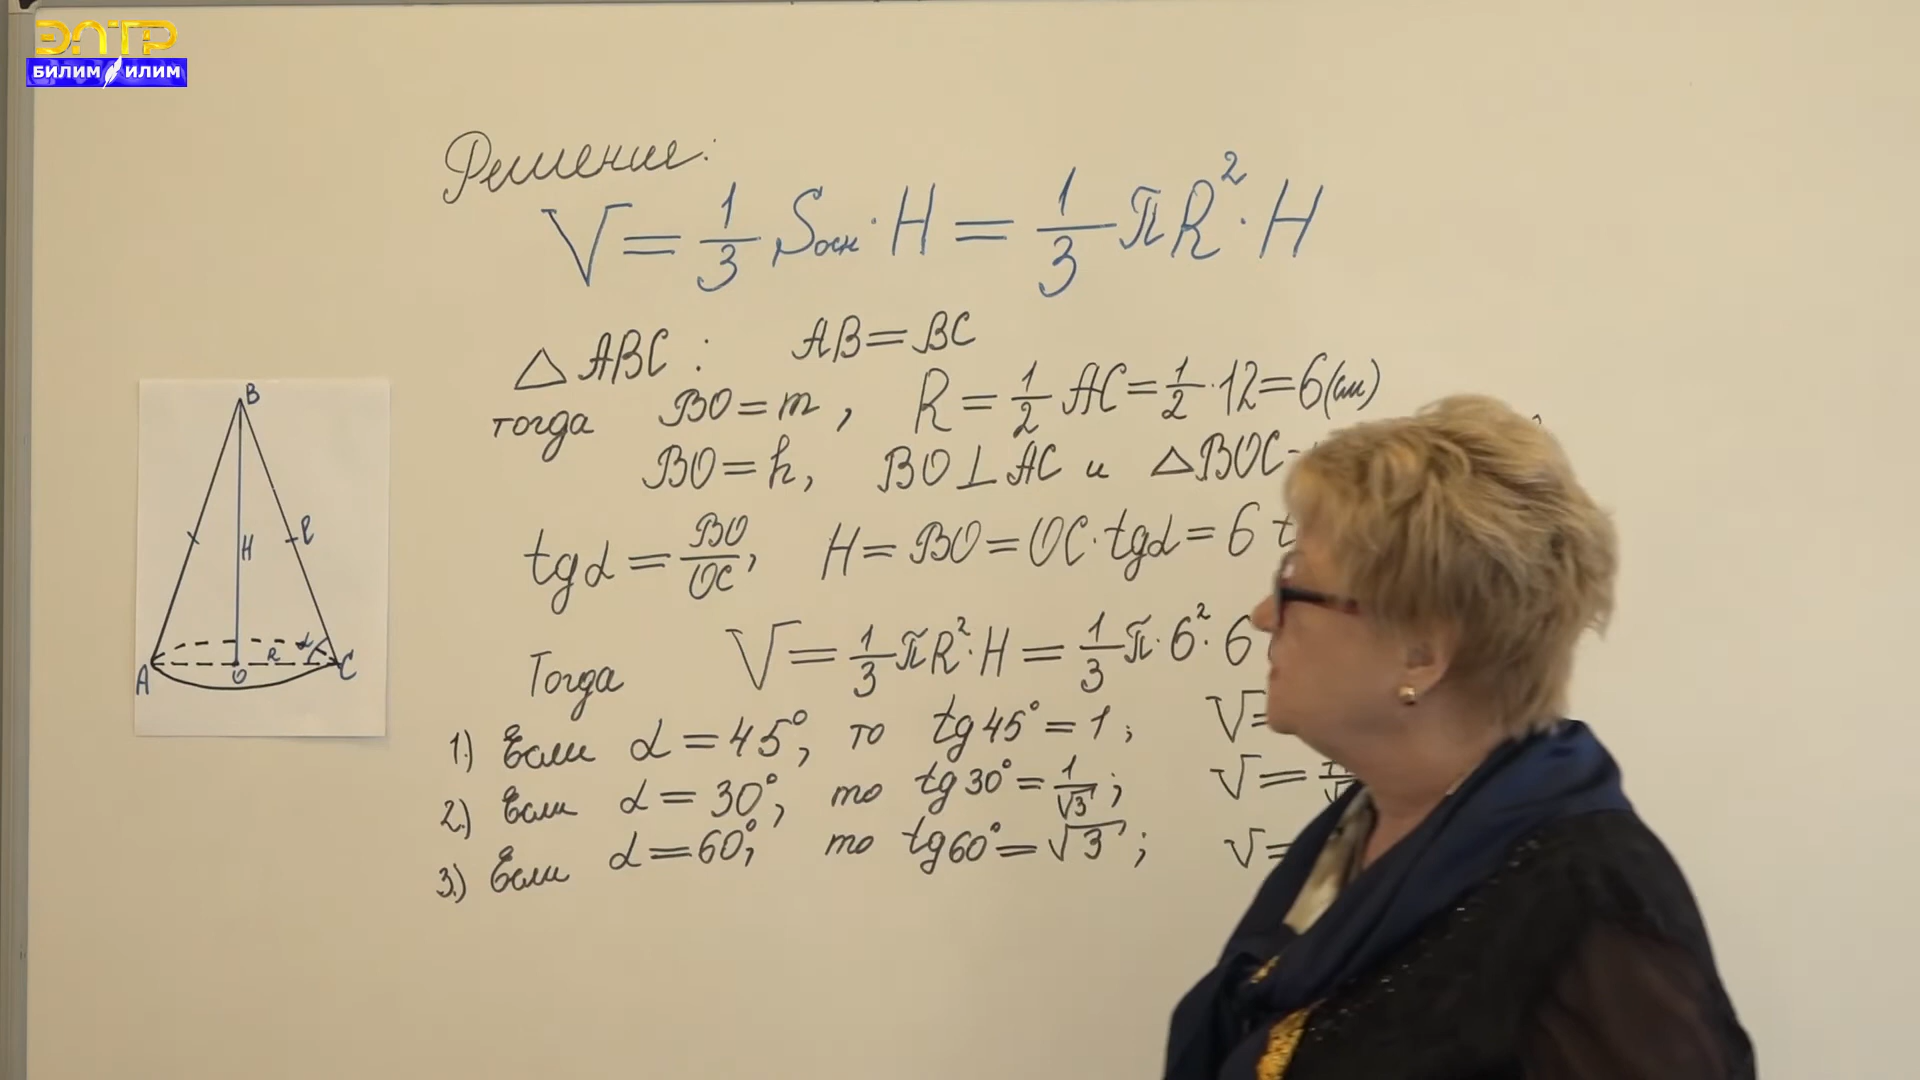 ЭЛТР
БИЛИМ ИЛИМ
Решение:
V = 1/3 Sосн · H = 1/3 πR² · H
△ABC : AB = BC
тогда BO = m, R = 1/2 AC = 1/2 · 12 = 6 (см)
BO = h, BO ⊥ AC и △BOC -
tgα = BO/OC, H = BO = OC · tgα = 6 t
Тогда V = 1/3 πR² · H = 1/3 π · 6² · 6
1.) Если α = 45°, то tg 45° = 1; V =
2.) Если α = 30°, то tg 30° = 1/√3; V =
3.) Если α = 60°, то tg 60° = √3; V =
B
H
l
α
R
A
O
C